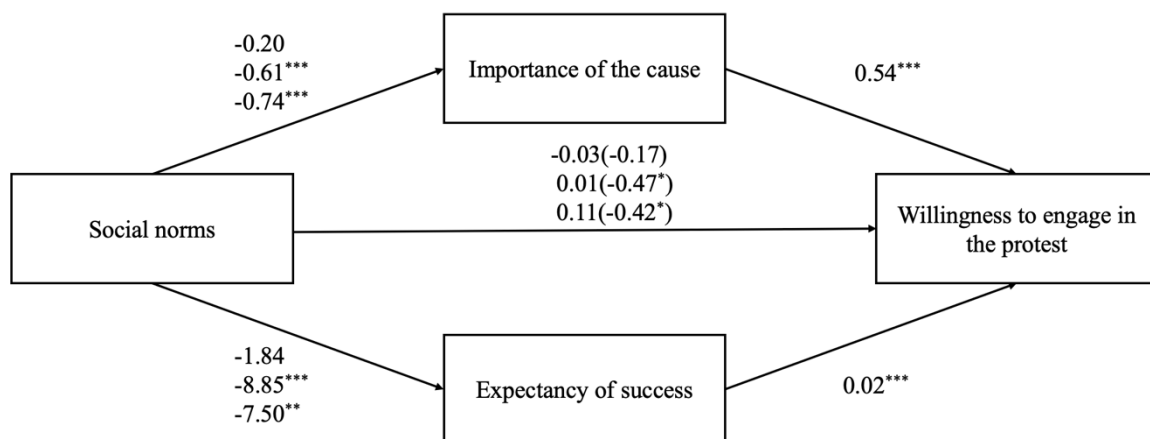 -0.20
-0.61***
-0.74***
Importance of the cause
0.54***
-0.03(-0.17)
0.01(-0.47*)
0.11(-0.42*)
Social norms
Willingness to engage in
the protest
-1.84
-8.85***
-7.50**
Expectancy of success
0.02***